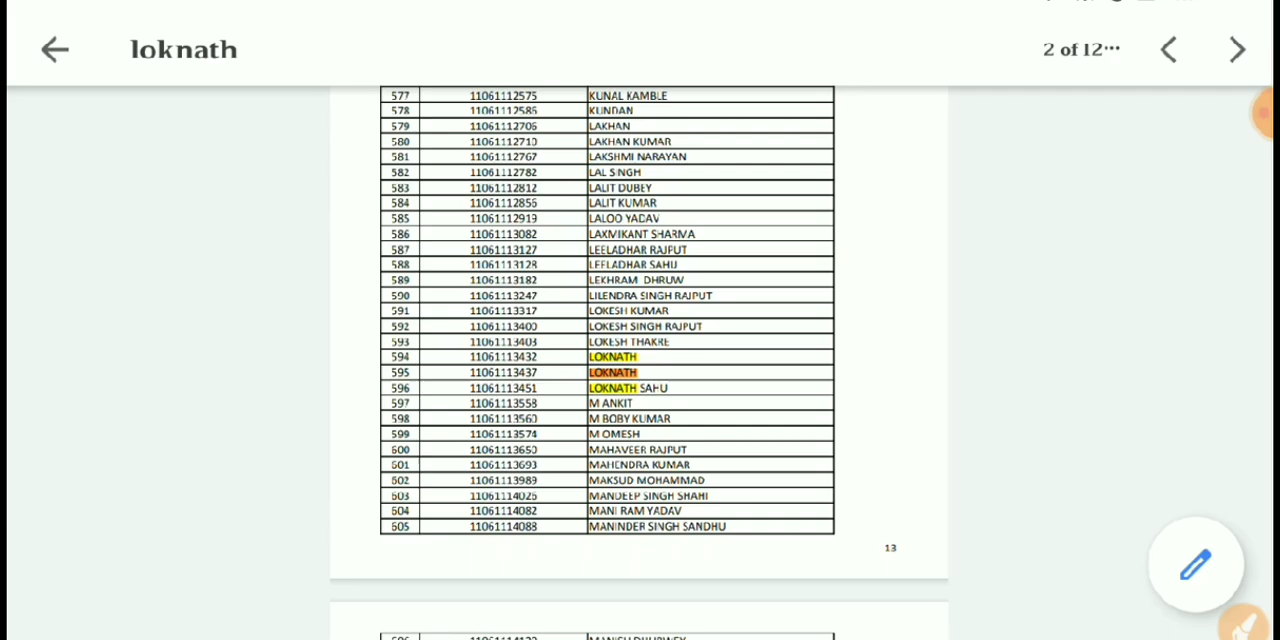 loknath
2 of 12...
577 11061112575 KUNAL KAMBLE
578 11061112586 KUNDAN
579 11061112706 LAKHAN
580 11061112710 LAKHAN KUMAR
581 11061112767 LAKSHMI NARAYAN
582 11061112782 LAL SINGH
583 11061112812 LALIT DUBEY
584 11061112856 LALIT KUMAR
585 11061112919 LALOO YADAV
586 11061113082 LAXMIKANT SHARMA
587 11061113127 LEELADHAR RAJPUT
588 11061113128 LEELADHAR SAHU
589 11061113182 LEKHRAM DHRUW
590 11061113247 LILENDRA SINGH RAJPUT
591 11061113317 LOKESH KUMAR
592 11061113400 LOKESH SINGH RAJPUT
593 11061113403 LOKESH THAKRE
594 11061113432 LOKNATH
595 11061113437 LOKNATH
596 11061113451 LOKNATH SAHU
597 11061113558 M ANKIT
598 11061113560 M BOBY KUMAR
599 11061113574 M OMESH
600 11061113650 MAHAVEER RAJPUT
601 11061113693 MAHENDRA KUMAR
602 11061113989 MAKSUD MOHAMMAD
603 11061114026 MANDEEP SINGH SHAHI
604 11061114082 MANI RAM YADAV
605 11061114088 MANINDER SINGH SANDHU
13